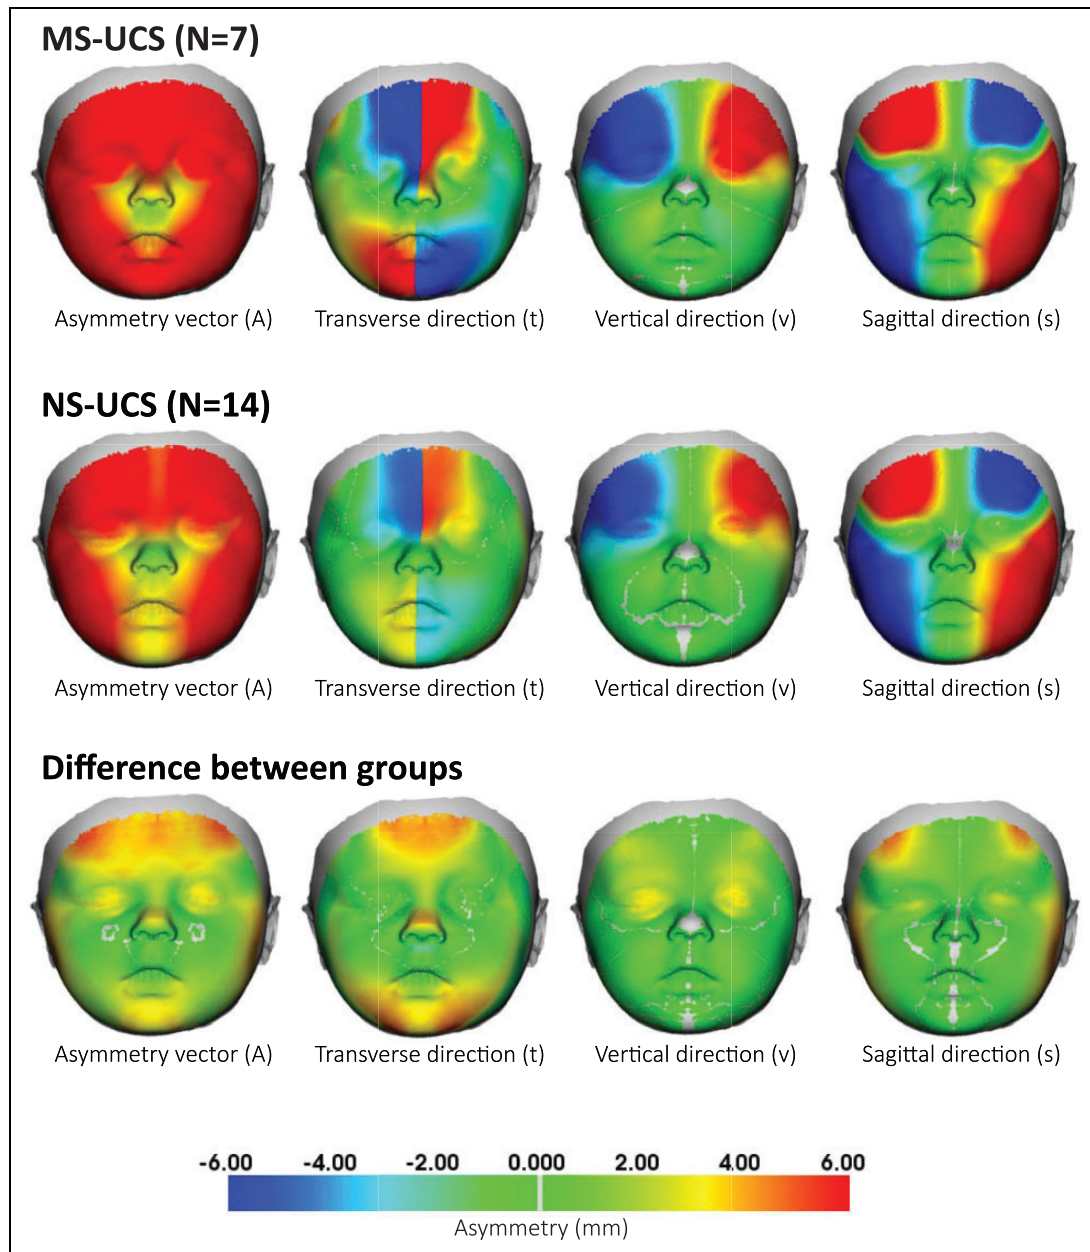 MS-UCS (N=7)
Asymmetry vector (A) Transverse direction (t) Vertical direction (v) Sagittal direction (s)
NS-UCS (N=14)
Asymmetry vector (A) Transverse direction (t) Vertical direction (v) Sagittal direction (s)
Difference between groups
Asymmetry vector (A) Transverse direction (t) Vertical direction (v) Sagittal direction (s)
-6.00 -4.00 -2.00 0.000 2.00 4.00 6.00
Asymmetry (mm)